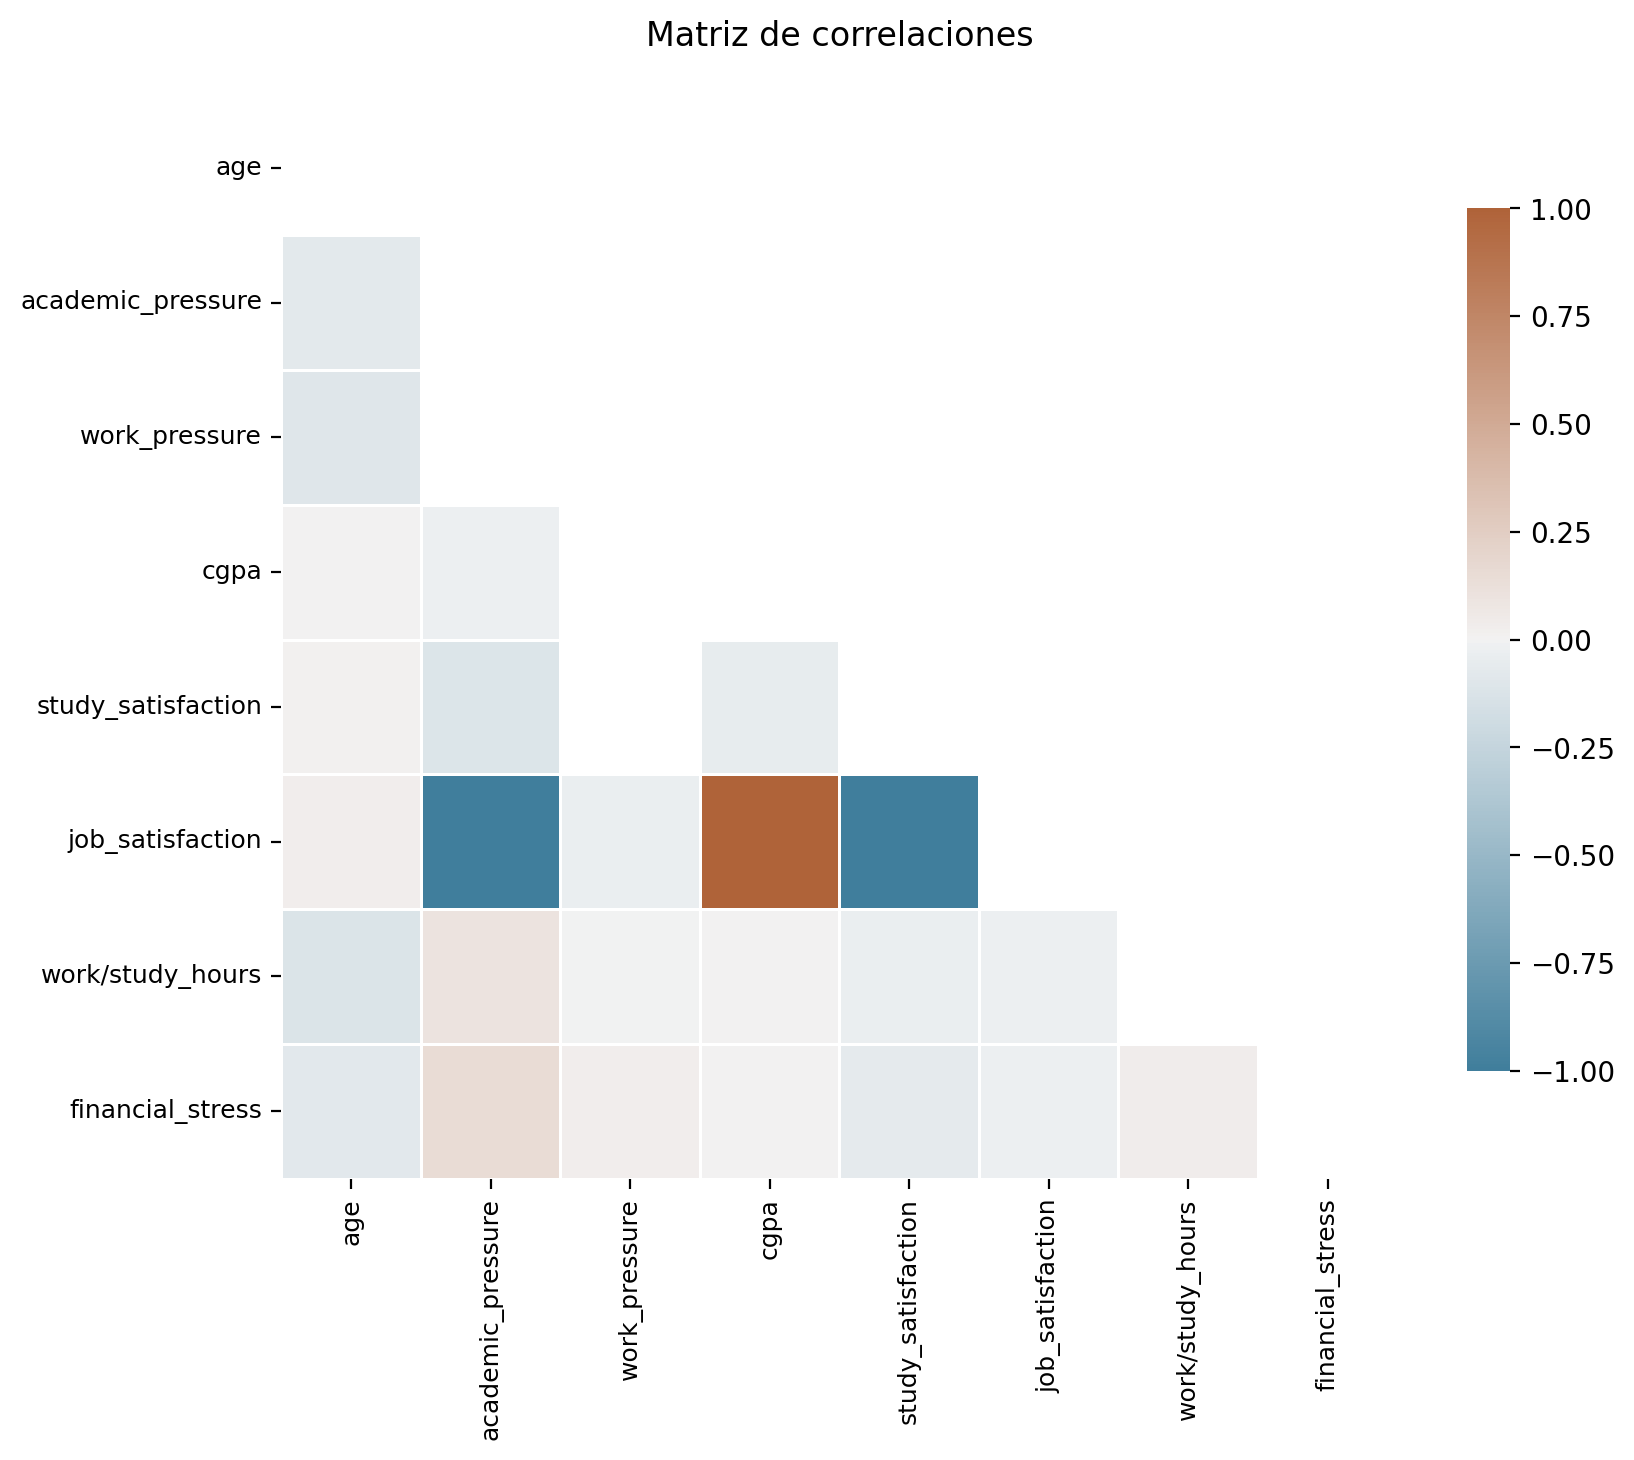 Matriz de correlaciones
age
academic_pressure
work_pressure
cgpa
study_satisfaction
job_satisfaction
work/study_hours
financial_stress
age
academic_pressure
work_pressure
cgpa
study_satisfaction
job_satisfaction
work/study_hours
financial_stress
1.00
0.75
0.50
0.25
0.00
−0.25
−0.50
−0.75
−1.00